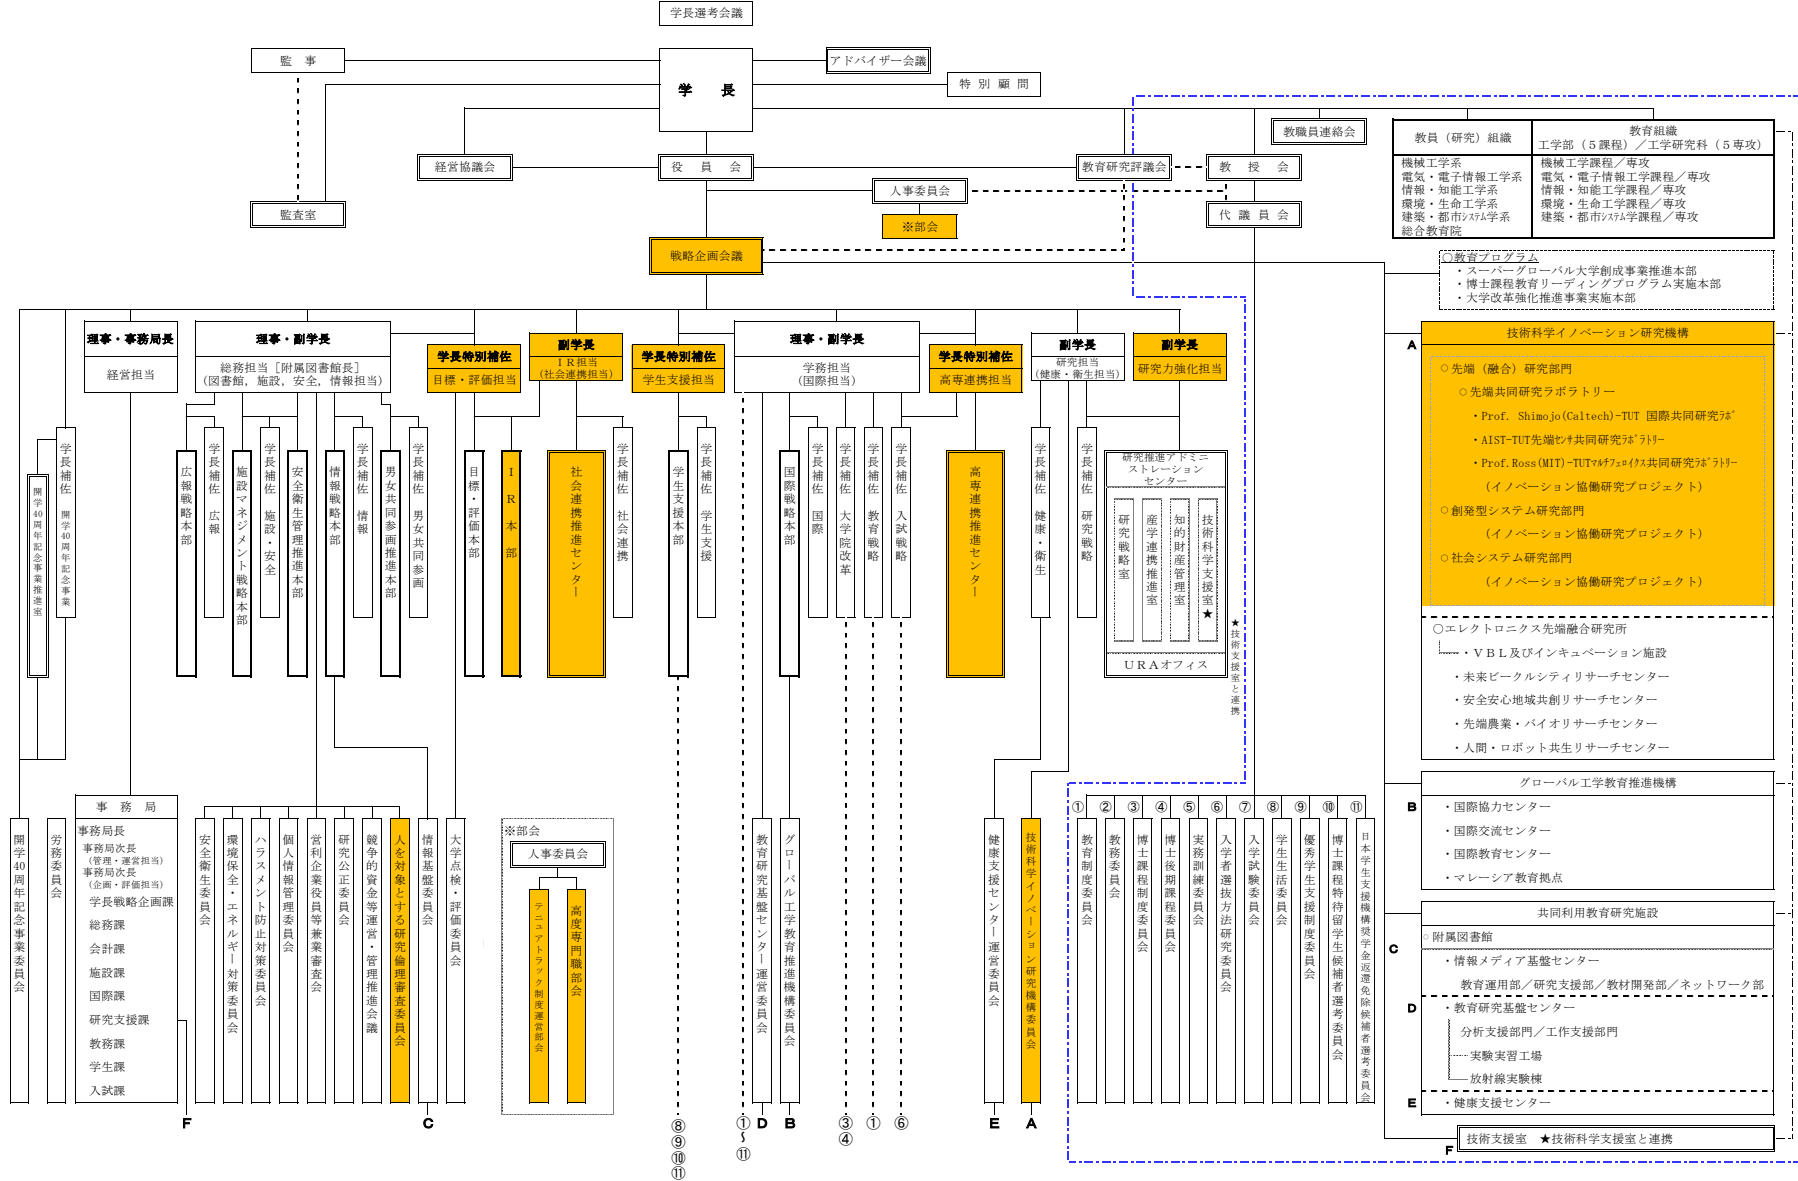 学長選考会議
監　事
学　長
アドバイザー会議
特 別 顧 問
教職員連絡会
経営協議会
役　員　会
教育研究評議会
教　授　会
人事委員会
※部会
監査室
代　議　員　会
戦略企画会議
教員（研究）組織
機械工学系
電気・電子情報工学系
情報・知能工学系
環境・生命工学系
建築・都市ｼｽﾃﾑ学系
総合教育院
教育組織
工学部（５課程）／工学研究科（５専攻）
機械工学課程／専攻
電気・電子情報工学課程／専攻
情報・知能工学課程／専攻
環境・生命工学課程／専攻
建築・都市ｼｽﾃﾑ学課程／専攻
○教育プログラム
・スーパーグローバル大学創成事業推進本部
・博士課程教育リーディングプログラム実施本部
・大学改革強化推進事業実施本部
理事・事務局長
経営担当
理事・副学長
総務担当［附属図書館長］
（図書館，施設，安全，情報担当）
学長特別補佐
目標・評価担当
副学長
ＩＲ担当
（社会連携担当）
学長特別補佐
学生支援担当
理事・副学長
学務担当
（国際担当）
学長特別補佐
高専連携担当
副学長
研究担当
（健康・衛生担当）
副学長
研究力強化担当
開学40周年記念事業推進室
学長補佐　開学40周年記念事業
広報戦略本部
学長補佐　広報
施設マネジメント戦略本部
学長補佐　施設・安全
安全衛生管理推進本部
情報戦略本部
学長補佐　情報
男女共同参画推進本部
学長補佐　男女共同参画
目標・評価本部
ＩＲ本部
社会連携推進センター
学長補佐　社会連携
学生支援本部
学長補佐　学生支援
国際戦略本部
学長補佐　国際
学長補佐　大学院改革
学長補佐　教育戦略
学長補佐　入試戦略
高専連携推進センター
学長補佐　健康・衛生
学長補佐　研究戦略
研究推進アドミニ
ストレーション
センター
研究戦略室
産学連携推進室
知的財産管理室
技術科学支援室★
ＵＲＡオフィス
★技術支援室と連携
A
技術科学イノベーション研究機構
○先端（融合）研究部門
○先端共同研究ラボラトリー
・Prof. Shimojo(Caltech)-TUT 国際共同研究ﾗﾎﾞ
・AIST-TUT先端ｾﾝｻ共同研究ﾗﾎﾞﾗﾄﾘｰ
・Prof.Ross(MIT)-TUTﾏﾙﾁﾌｪﾛｲｸｽ共同研究ﾗﾎﾞﾗﾄﾘｰ
（イノベーション協働研究プロジェクト）
○創発型システム研究部門
（イノベーション協働研究プロジェクト）
○社会システム研究部門
（イノベーション協働研究プロジェクト）
○エレクトロニクス先端融合研究所
・ＶＢＬ及びインキュベーション施設
・未来ビークルシティリサーチセンター
・安全安心地域共創リサーチセンター
・先端農業・バイオリサーチセンター
・人間・ロボット共生リサーチセンター
グローバル工学教育推進機構
B
・国際協力センター
・国際交流センター
・国際教育センター
・マレーシア教育拠点
共同利用教育研究施設
○附属図書館
C
・情報メディア基盤センター
教育運用部／研究支援部／教材開発部／ネットワーク部
D
・教育研究基盤センター
分析支援部門／工作支援部門
実験実習工場
放射線実験棟
E
・健康支援センター
技術支援室　★技術科学支援室と連携
F
開学40周年記念事業委員会
労務委員会
事　務　局
事務局長
事務局次長
（管理・運営担当）
事務局次長
（企画・評価担当）
学長戦略企画課
総務課
会計課
施設課
国際課
研究支援課
教務課
学生課
入試課
F
安全衛生委員会
環境保全・エネルギー対策委員会
ハラスメント防止対策委員会
個人情報管理委員会
営利企業役員等兼業審査会
研究公正委員会
競争的資金等運営・管理推進会議
人を対象とする研究倫理審査委員会
情報基盤委員会
C
大学点検・評価委員会
※部会
人事委員会
テニュアトラック制度運営部会
高度専門職部会
⑧
⑨
⑩
⑪
①
～
⑪
教育研究基盤センター運営委員会
D
グローバル工学教育推進機構委員会
B
③
④
①
⑥
健康支援センター運営委員会
E
技術科学イノベーション研究機構委員会
A
① ② ③ ④ ⑤ ⑥ ⑦ ⑧ ⑨ ⑩ ⑪
教育制度委員会
教務委員会
博士課程制度委員会
博士後期課程委員会
実務訓練委員会
入学者選抜方法研究委員会
入学試験委員会
学生生活委員会
優秀学生支援制度委員会
博士課程特待留学生候補者選考委員会
日本学生支援機構奨学金返還免除候補者選考委員会